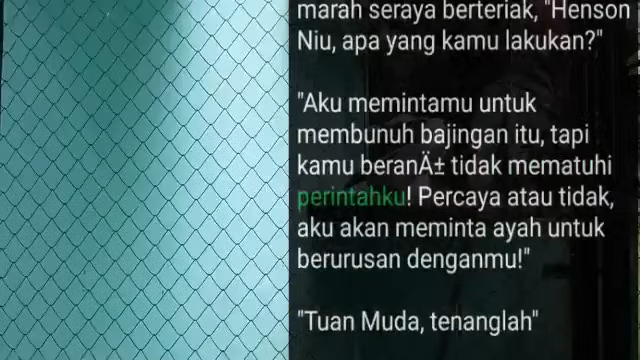 marah seraya berteriak, "Henson
Niu, apa yang kamu lakukan?"
"Aku memintamu untuk
membunuh bajingan itu, tapi
kamu beranÄ± tidak mematuhi
perintahku! Percaya atau tidak,
aku akan meminta ayah untuk
berurusan denganmu!"
"Tuan Muda, tenanglah"